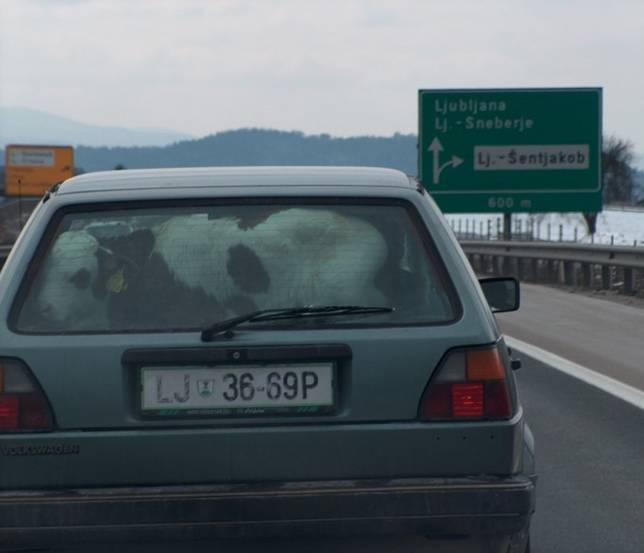 Ljubljana
Lj.-Sneberje
Lj.-Šentjakob
600 m
LJ 36-69P
VOLKSWAGEN